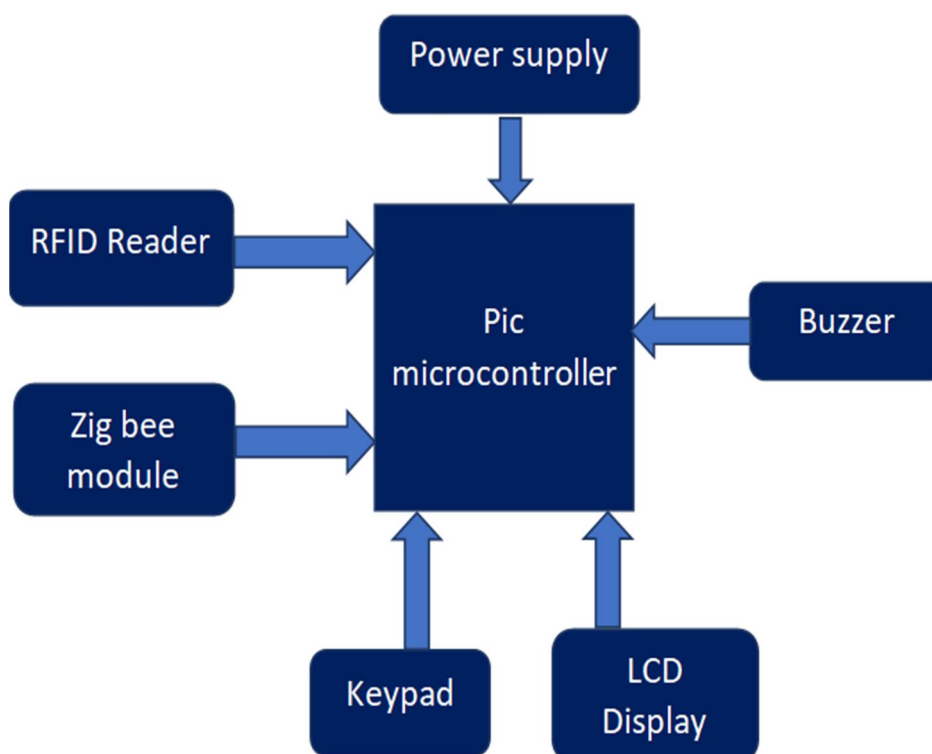 Power supply
RFID Reader
Pic
microcontroller
Buzzer
Zig bee
module
Keypad
LCD
Display